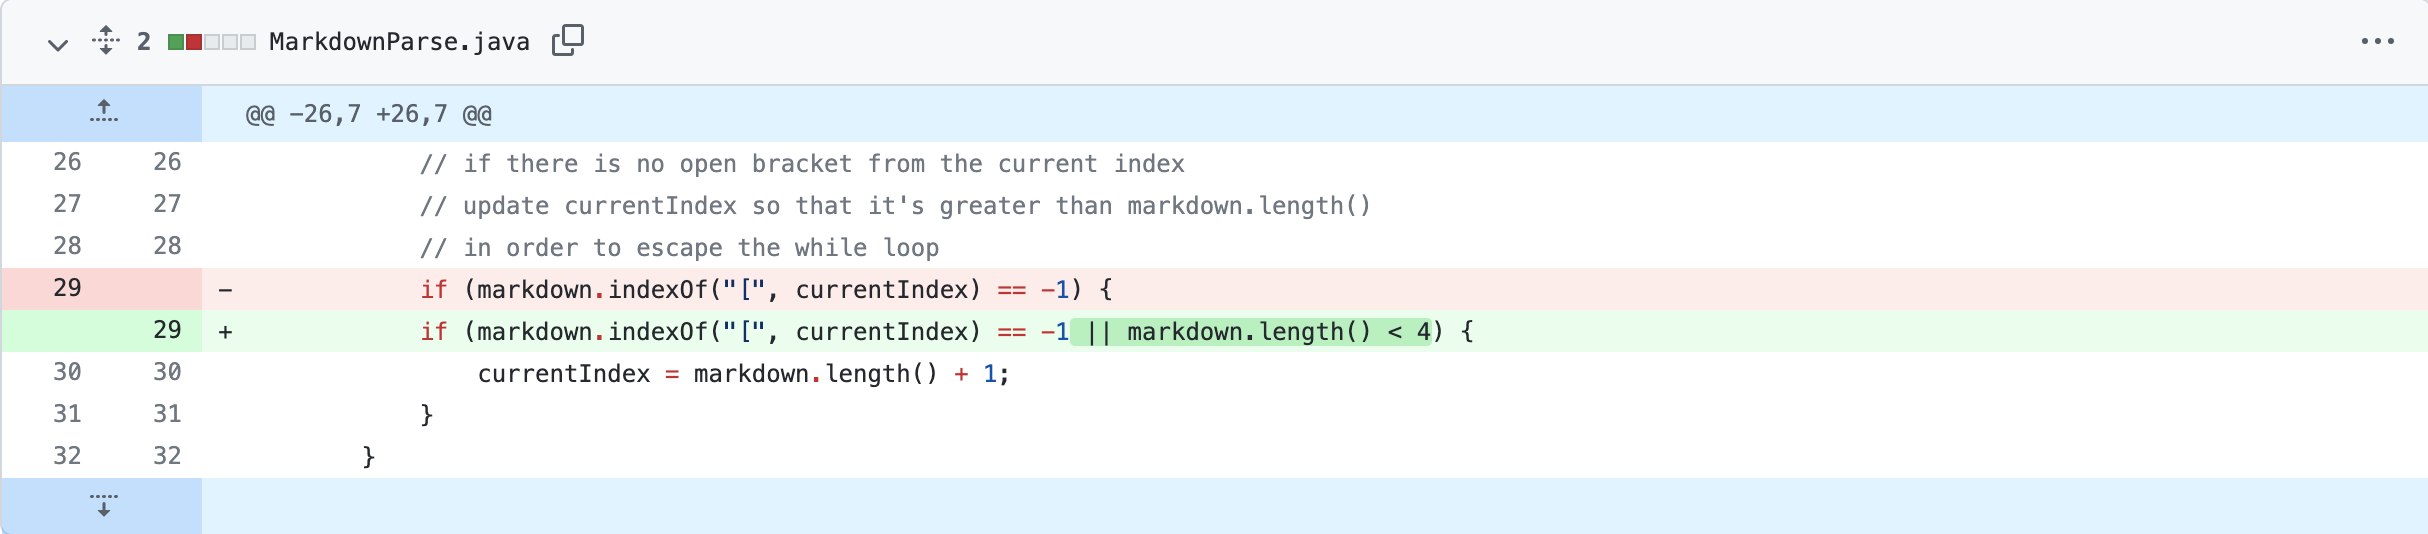 2 MarkdownParse.java
@@ -26,7 +26,7 @@
26 26 // if there is no open bracket from the current index
27 27 // update currentIndex so that it's greater than markdown.length()
28 28 // in order to escape the while loop
29 - if (markdown.indexOf("[", currentIndex) == -1) {
29 + if (markdown.indexOf("[", currentIndex) == -1 || markdown.length() < 4) {
30 30 currentIndex = markdown.length() + 1;
31 31 }
32 32 }